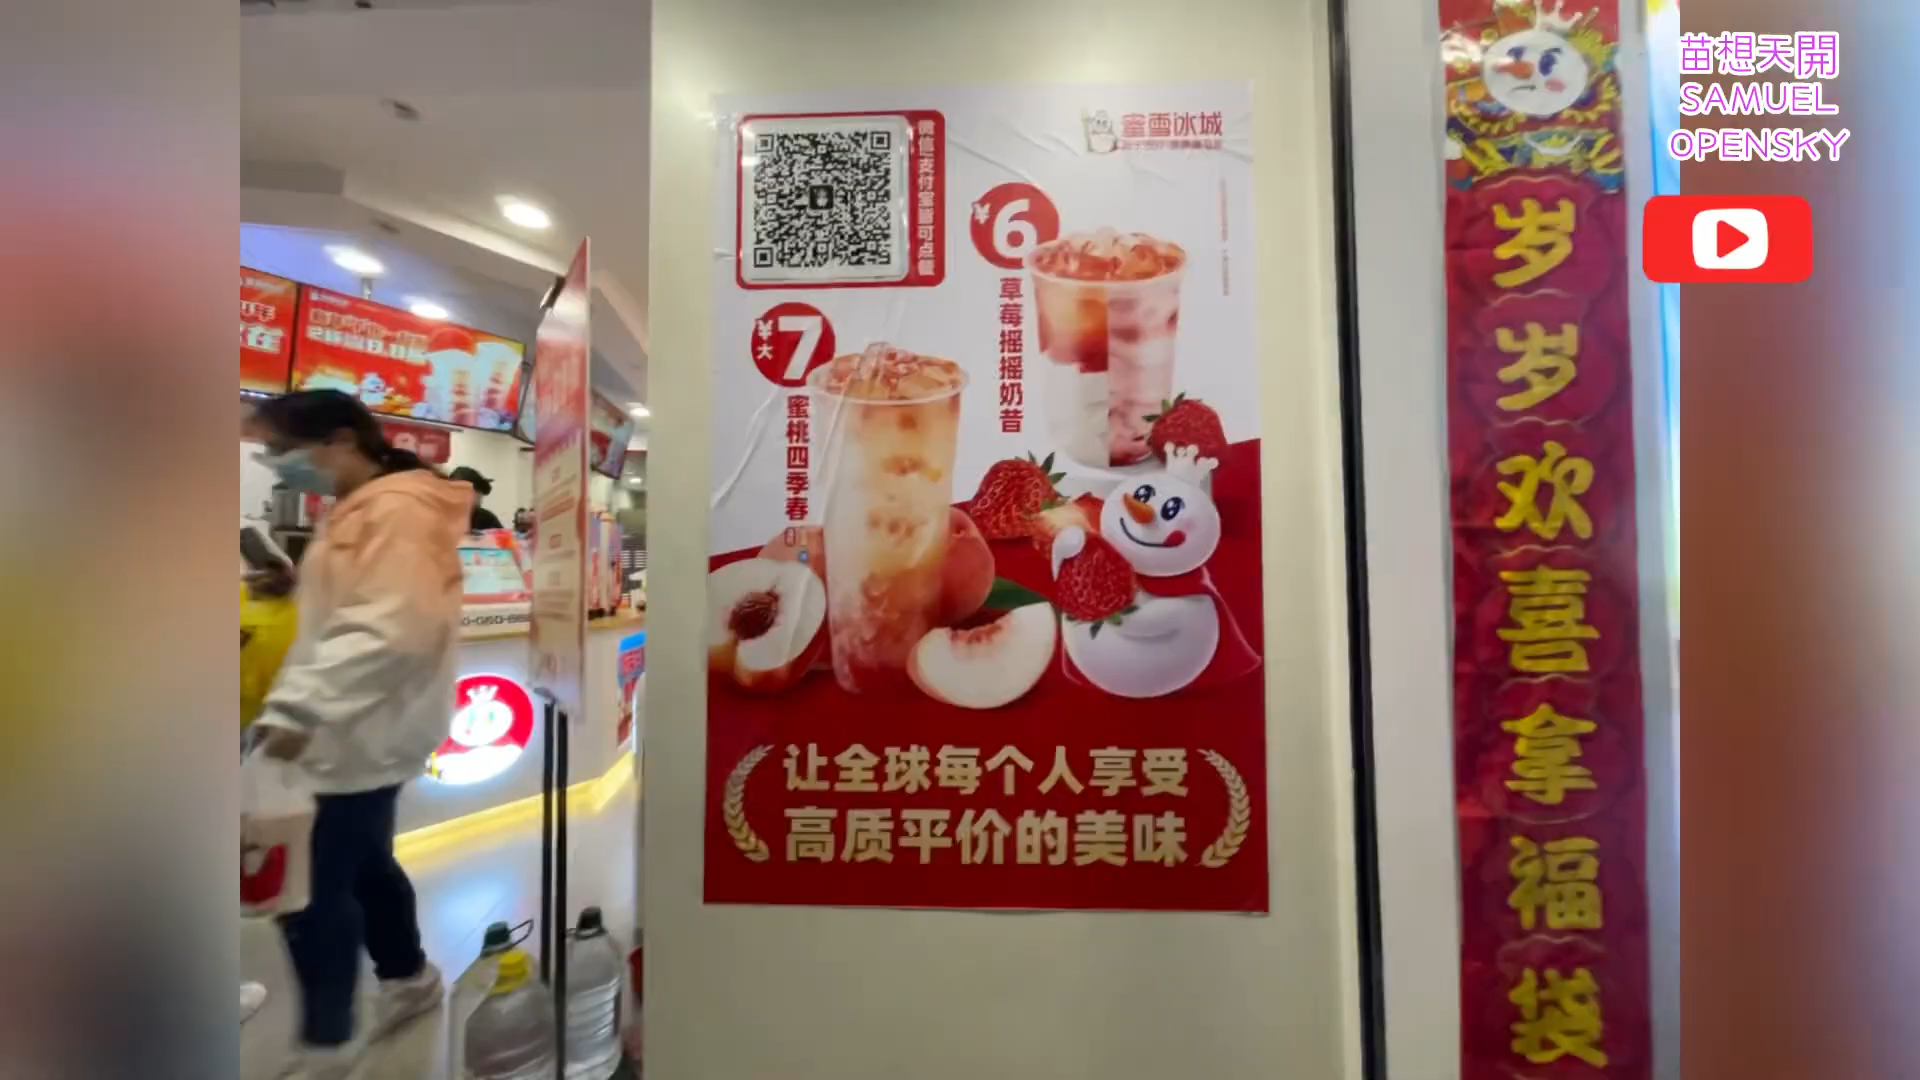 苗想天開
SAMUEL
OPENSKY
微信支付宝皆可点餐
蜜雪冰城
¥6
草莓摇摇奶昔
¥大7
蜜桃四季春
让全球每个人享受
高质平价的美味
岁岁欢喜拿福袋